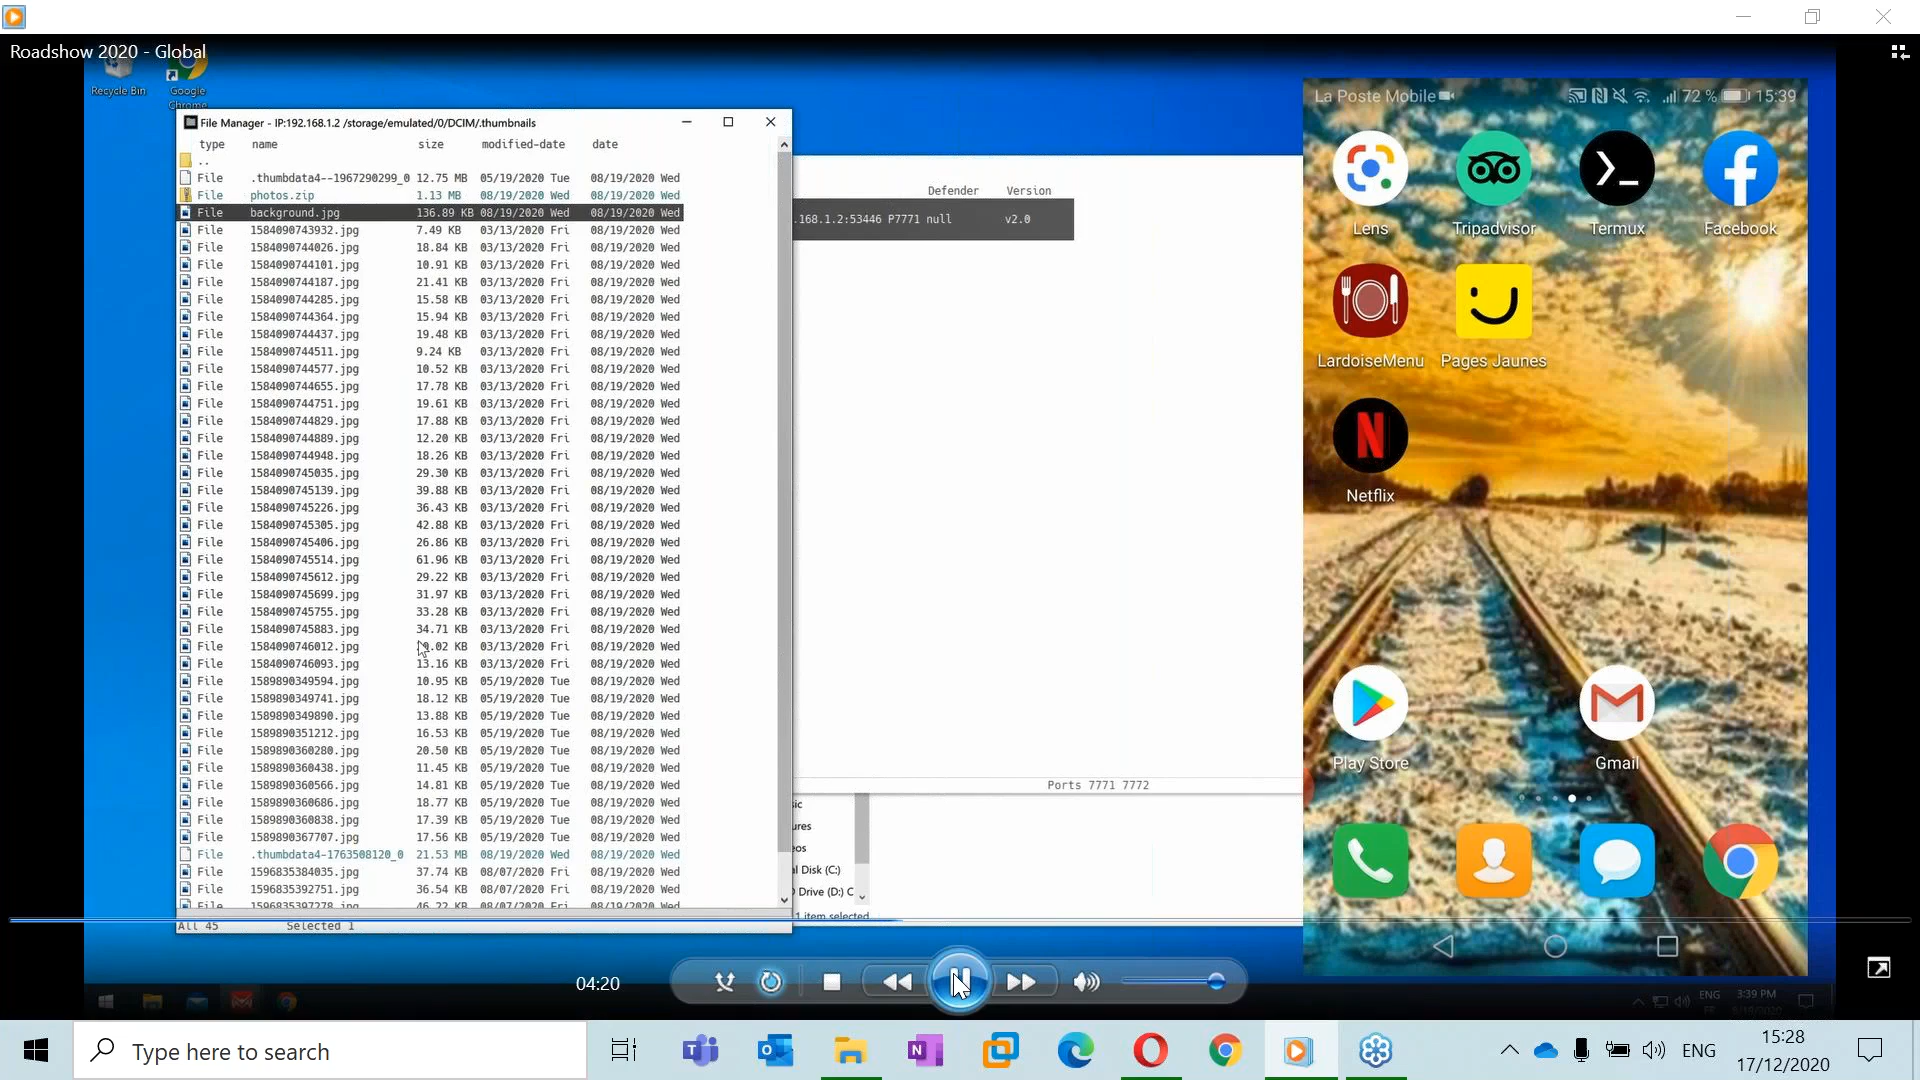 Roadshow 2020 - Global
Recycle Bin
Google
Chrome
File Manager - IP:192.168.1.2 /storage/emulated/0/DCIM/.thumbnails
type name size modified-date date
..
File .thumbdata4--1967290299_0 12.75 MB 05/19/2020 Tue 08/19/2020 Wed
File photos.zip 1.13 MB 08/19/2020 Wed 08/19/2020 Wed
File background.jpg 136.89 KB 08/19/2020 Wed 08/19/2020 Wed
File 1584090743932.jpg 7.49 KB 03/13/2020 Fri 08/19/2020 Wed
File 1584090744026.jpg 18.84 KB 03/13/2020 Fri 08/19/2020 Wed
File 1584090744101.jpg 10.91 KB 03/13/2020 Fri 08/19/2020 Wed
File 1584090744187.jpg 21.41 KB 03/13/2020 Fri 08/19/2020 Wed
File 1584090744285.jpg 15.58 KB 03/13/2020 Fri 08/19/2020 Wed
File 1584090744364.jpg 15.94 KB 03/13/2020 Fri 08/19/2020 Wed
File 1584090744437.jpg 19.48 KB 03/13/2020 Fri 08/19/2020 Wed
File 1584090744511.jpg 9.24 KB 03/13/2020 Fri 08/19/2020 Wed
File 1584090744577.jpg 10.52 KB 03/13/2020 Fri 08/19/2020 Wed
File 1584090744655.jpg 17.78 KB 03/13/2020 Fri 08/19/2020 Wed
File 1584090744751.jpg 19.61 KB 03/13/2020 Fri 08/19/2020 Wed
File 1584090744829.jpg 17.88 KB 03/13/2020 Fri 08/19/2020 Wed
File 1584090744889.jpg 12.20 KB 03/13/2020 Fri 08/19/2020 Wed
File 1584090744948.jpg 18.26 KB 03/13/2020 Fri 08/19/2020 Wed
File 1584090745035.jpg 29.30 KB 03/13/2020 Fri 08/19/2020 Wed
File 1584090745139.jpg 39.88 KB 03/13/2020 Fri 08/19/2020 Wed
File 1584090745226.jpg 36.43 KB 03/13/2020 Fri 08/19/2020 Wed
File 1584090745305.jpg 42.88 KB 03/13/2020 Fri 08/19/2020 Wed
File 1584090745406.jpg 26.86 KB 03/13/2020 Fri 08/19/2020 Wed
File 1584090745514.jpg 61.96 KB 03/13/2020 Fri 08/19/2020 Wed
File 1584090745612.jpg 29.22 KB 03/13/2020 Fri 08/19/2020 Wed
File 1584090745699.jpg 31.97 KB 03/13/2020 Fri 08/19/2020 Wed
File 1584090745755.jpg 33.28 KB 03/13/2020 Fri 08/19/2020 Wed
File 1584090745883.jpg 34.71 KB 03/13/2020 Fri 08/19/2020 Wed
File 1584090746012.jpg KB 03/13/2020 Fri 08/19/2020 Wed
File 1584090746093.jpg 13.16 KB 03/13/2020 Fri 08/19/2020 Wed
File 1589890349594.jpg 10.95 KB 05/19/2020 Tue 08/19/2020 Wed
File 1589890349741.jpg 18.12 KB 05/19/2020 Tue 08/19/2020 Wed
File 1589890349890.jpg 13.88 KB 05/19/2020 Tue 08/19/2020 Wed
File 1589890351212.jpg 16.53 KB 05/19/2020 Tue 08/19/2020 Wed
File 1589890360280.jpg 20.50 KB 05/19/2020 Tue 08/19/2020 Wed
File 1589890360438.jpg 11.45 KB 05/19/2020 Tue 08/19/2020 Wed
File 1589890360566.jpg 14.81 KB 05/19/2020 Tue 08/19/2020 Wed
File 1589890360686.jpg 18.77 KB 05/19/2020 Tue 08/19/2020 Wed
File 1589890360838.jpg 17.39 KB 05/19/2020 Tue 08/19/2020 Wed
File 1589890367707.jpg 17.56 KB 05/19/2020 Tue 08/19/2020 Wed
File .thumbdata4-1763508120_0 21.53 MB 08/19/2020 Wed 08/19/2020 Wed
File 1596835384035.jpg 37.74 KB 08/07/2020 Fri 08/19/2020 Wed
File 1596835392751.jpg 36.54 KB 08/07/2020 Fri 08/19/2020 Wed
File 1596835397278.jpg 46.22 KB 08/07/2020 Fri 08/19/2020 Wed
All 45 Selected 1
Defender Version
.168.1.2:53446 P7771 null v2.0
Ports 7771 7772
sic
ures
eos
al Disk (C:)
D Drive (D:) C
1 item selected
La Poste Mobile 72 % 15:39
Lens Tripadvisor Termux Facebook
LardoiseMenu Pages Jaunes
Netflix
Play Store Gmail
04:20
ENG 3:39 PM
Type here to search
ENG
15:28
17/12/2020